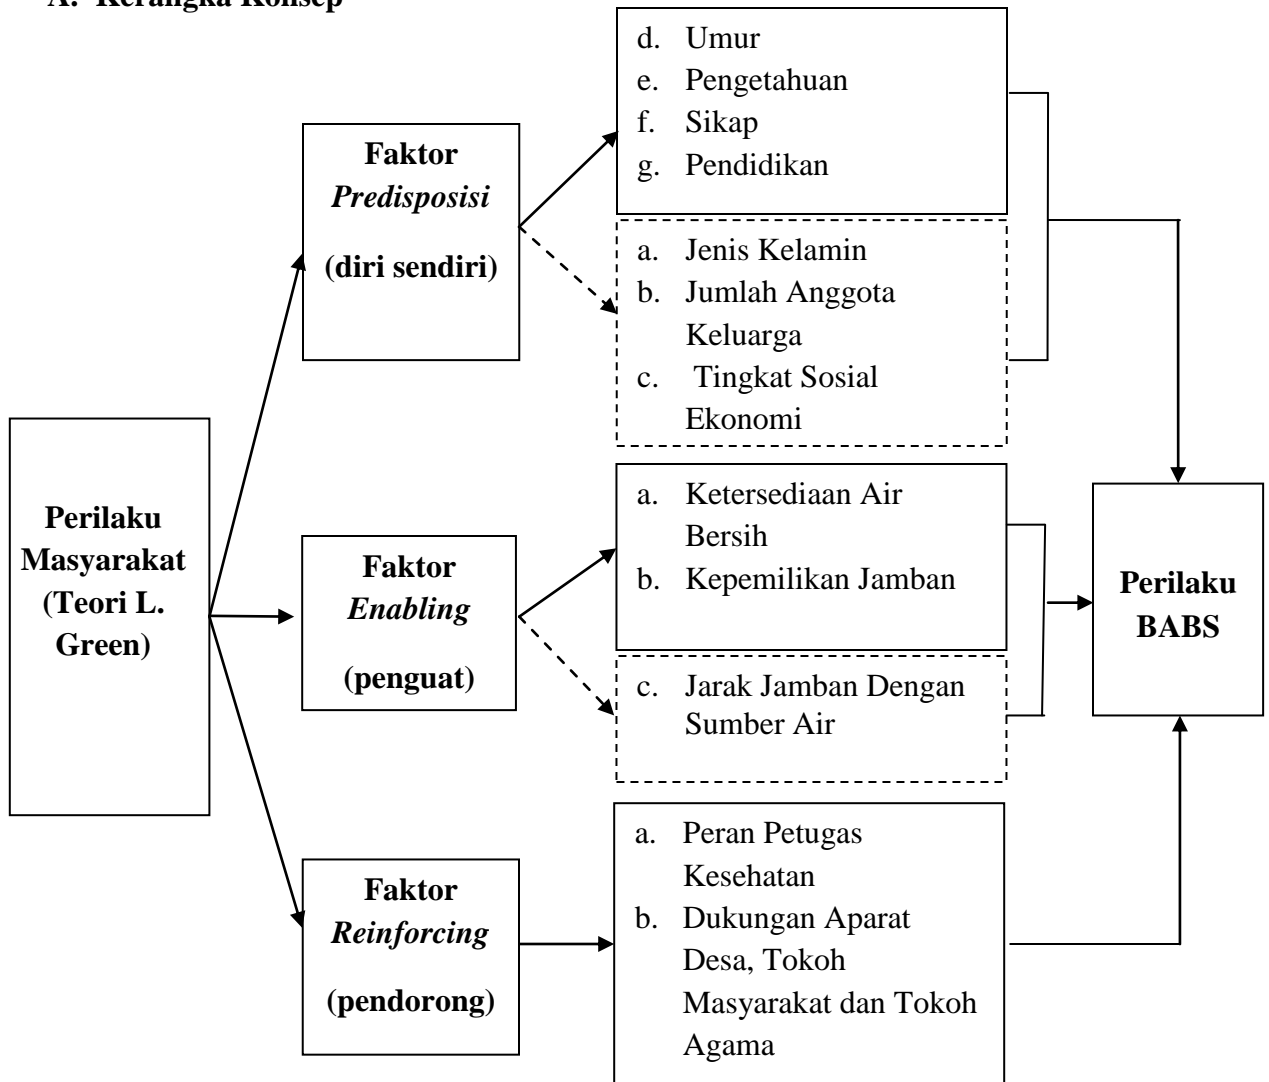 A. Kerangka Konsep
d. Umur
e. Pengetahuan
f. Sikap
g. Pendidikan
Faktor
Predisposisi
(diri sendiri)
a. Jenis Kelamin
b. Jumlah Anggota
Keluarga
c. Tingkat Sosial
Ekonomi
Perilaku
Masyarakat
(Teori L.
Green)
Faktor
Enabling
(penguat)
a. Ketersediaan Air
Bersih
b. Kepemilikan Jamban
c. Jarak Jamban Dengan
Sumber Air
Perilaku
BABS
Faktor
Reinforcing
(pendorong)
a. Peran Petugas
Kesehatan
b. Dukungan Aparat
Desa, Tokoh
Masyarakat dan Tokoh
Agama